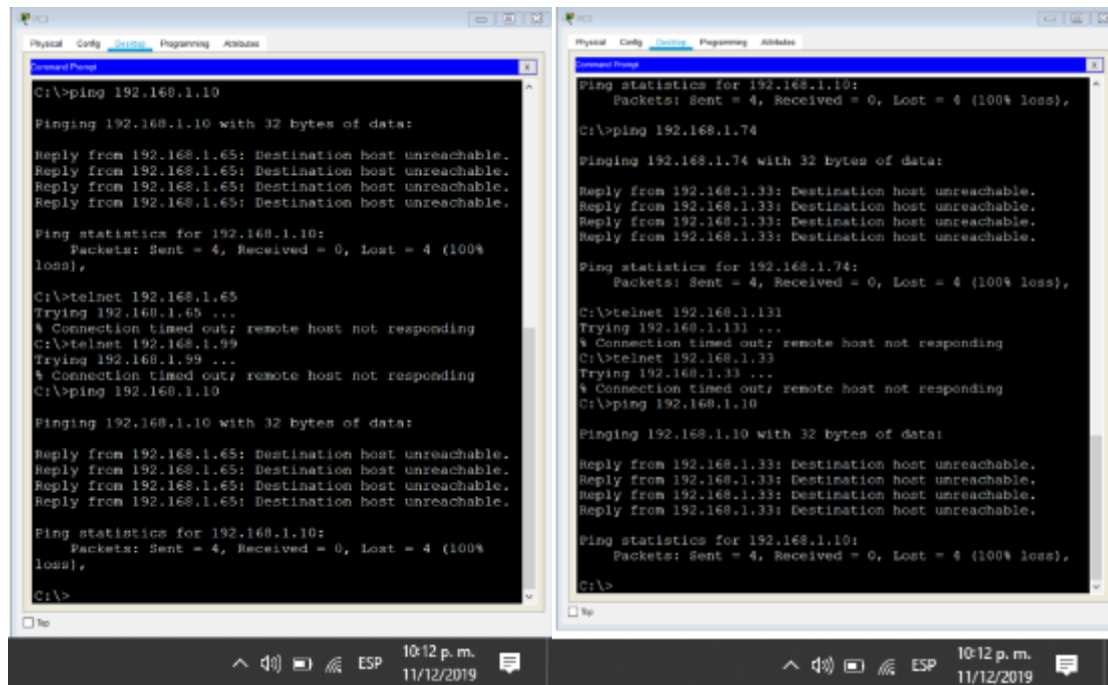 Physical Config Desktop Programming Attributes
Command Prompt
X
C:\>ping 192.168.1.10
Pinging 192.168.1.10 with 32 bytes of data:
Reply from 192.168.1.65: Destination host unreachable.
Reply from 192.168.1.65: Destination host unreachable.
Reply from 192.168.1.65: Destination host unreachable.
Reply from 192.168.1.65: Destination host unreachable.
Ping statistics for 192.168.1.10:
Packets: Sent = 4, Received = 0, Lost = 4 (100%
loss),
C:\>telnet 192.168.1.65
Trying 192.168.1.65 ...
% Connection timed out; remote host not responding
C:\>telnet 192.168.1.99
Trying 192.168.1.99 ...
% Connection timed out; remote host not responding
C:\>ping 192.168.1.10
Pinging 192.168.1.10 with 32 bytes of data:
Reply from 192.168.1.65: Destination host unreachable.
Reply from 192.168.1.65: Destination host unreachable.
Reply from 192.168.1.65: Destination host unreachable.
Reply from 192.168.1.65: Destination host unreachable.
Ping statistics for 192.168.1.10:
Packets: Sent = 4, Received = 0, Lost = 4 (100%
loss),
C:\>
Top
ESP
10:12 p. m.
11/12/2019
Physical Config Desktop Programming Attributes
Command Prompt
X
Ping statistics for 192.168.1.10:
Packets: Sent = 4, Received = 0, Lost = 4 (100% loss),
C:\>ping 192.168.1.74
Pinging 192.168.1.74 with 32 bytes of data:
Reply from 192.168.1.33: Destination host unreachable.
Reply from 192.168.1.33: Destination host unreachable.
Reply from 192.168.1.33: Destination host unreachable.
Reply from 192.168.1.33: Destination host unreachable.
Ping statistics for 192.168.1.74:
Packets: Sent = 4, Received = 0, Lost = 4 (100% loss),
C:\>telnet 192.168.1.131
Trying 192.168.1.131 ...
% Connection timed out; remote host not responding
C:\>telnet 192.168.1.33
Trying 192.168.1.33 ...
% Connection timed out; remote host not responding
C:\>ping 192.168.1.10
Pinging 192.168.1.10 with 32 bytes of data:
Reply from 192.168.1.33: Destination host unreachable.
Reply from 192.168.1.33: Destination host unreachable.
Reply from 192.168.1.33: Destination host unreachable.
Reply from 192.168.1.33: Destination host unreachable.
Ping statistics for 192.168.1.10:
Packets: Sent = 4, Received = 0, Lost = 4 (100% loss),
C:\>
Top
ESP
10:12 p. m.
11/12/2019